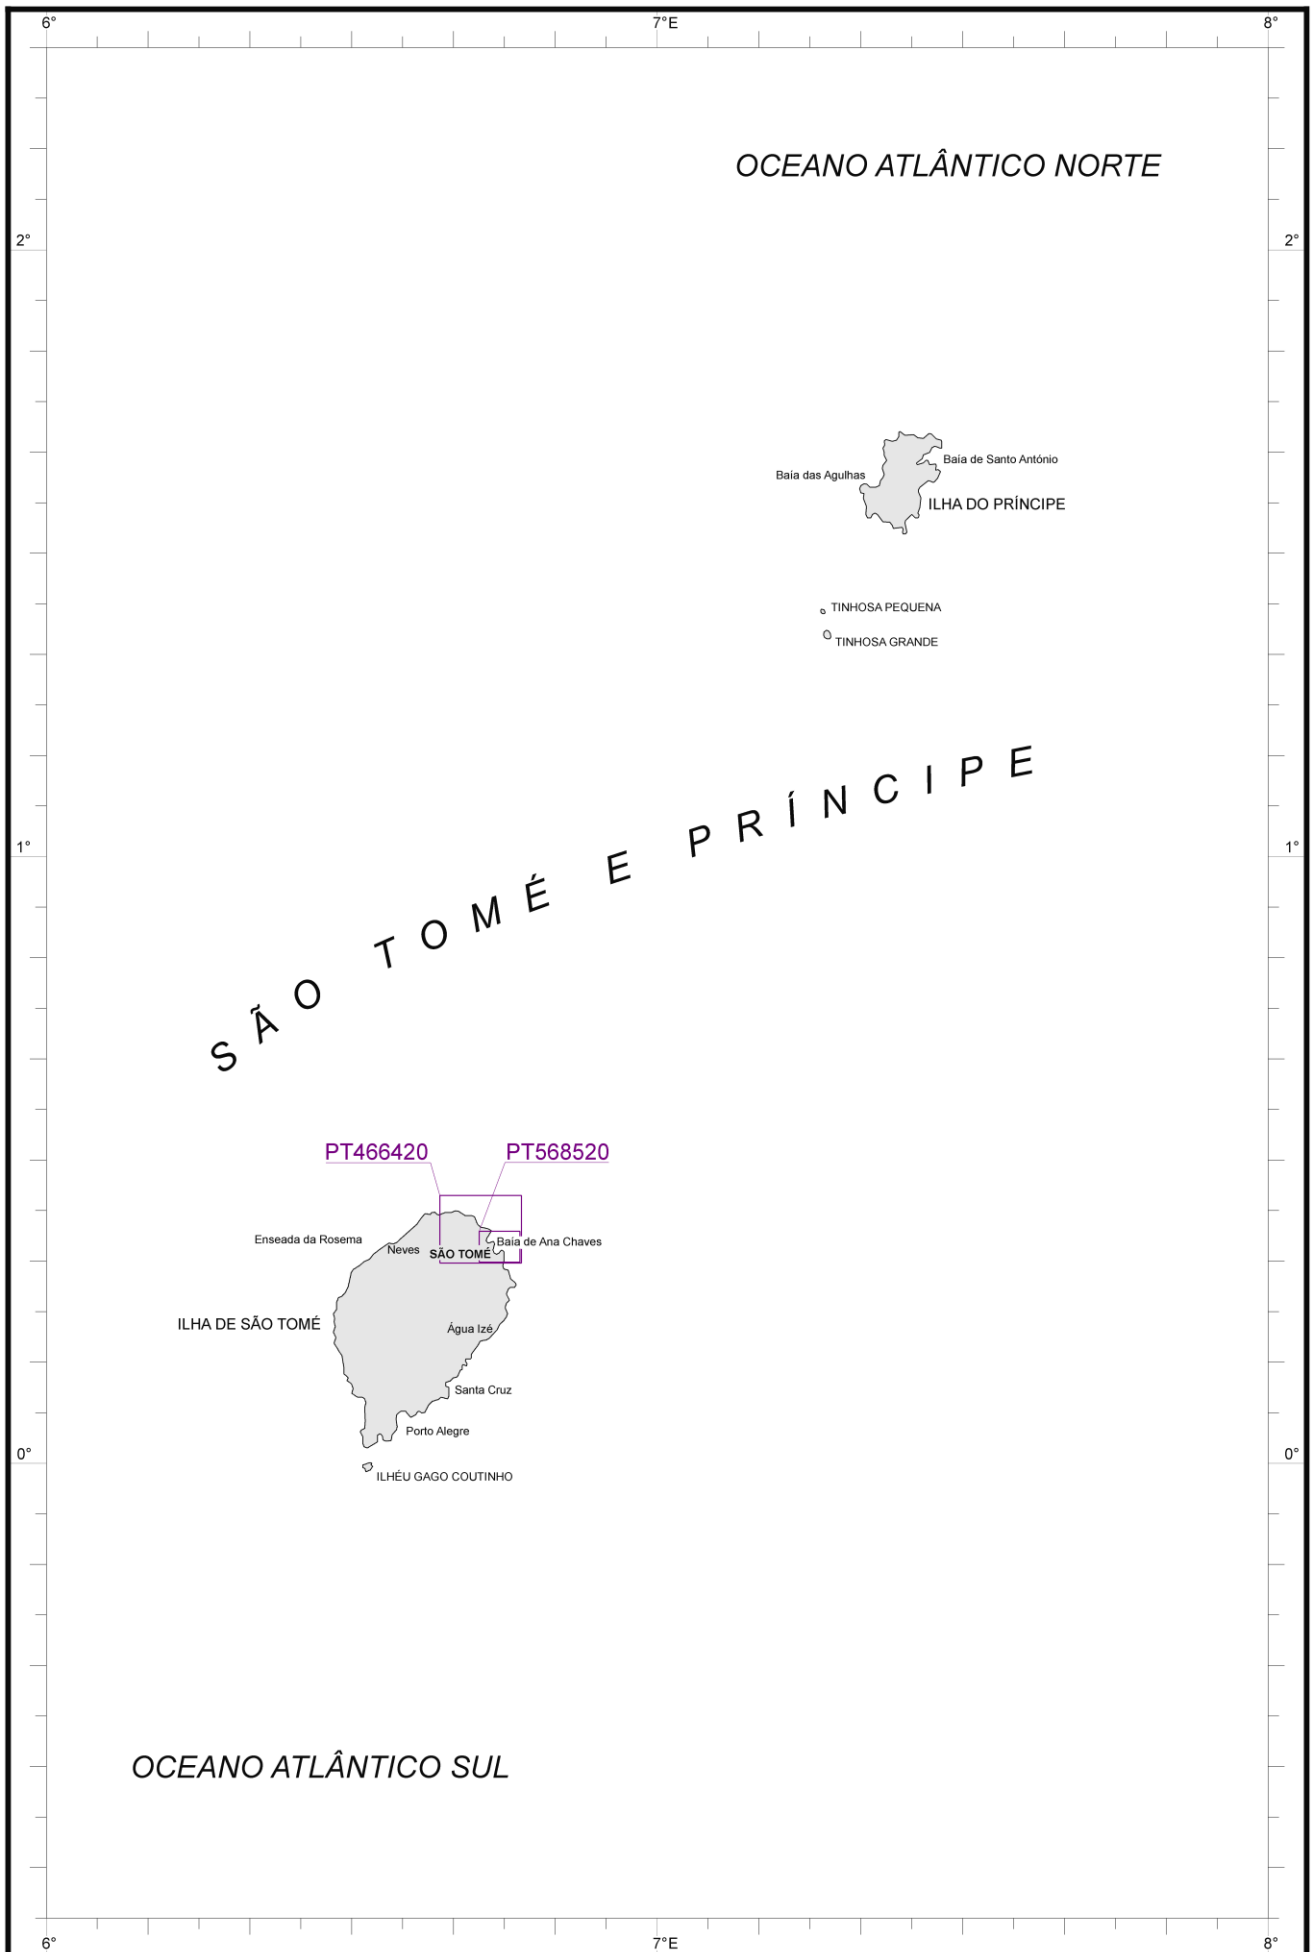 6°
7°E
8°
OCEANO ATLÂNTICO NORTE
2°
2°
Baía de Santo António
Baía das Agulhas
ILHA DO PRÍNCIPE
TINHOSA PEQUENA
TINHOSA GRANDE
SÃO TOMÉ E PRÍNCIPE
1°
1°
PT466420
PT568520
Enseada da Rosema
Neves
SÃO TOMÉ
Baía de Ana Chaves
ILHA DE SÃO TOMÉ
Água Izé
Santa Cruz
Porto Alegre
0°
0°
ILHÉU GAGO COUTINHO
OCEANO ATLÂNTICO SUL
6°
7°E
8°